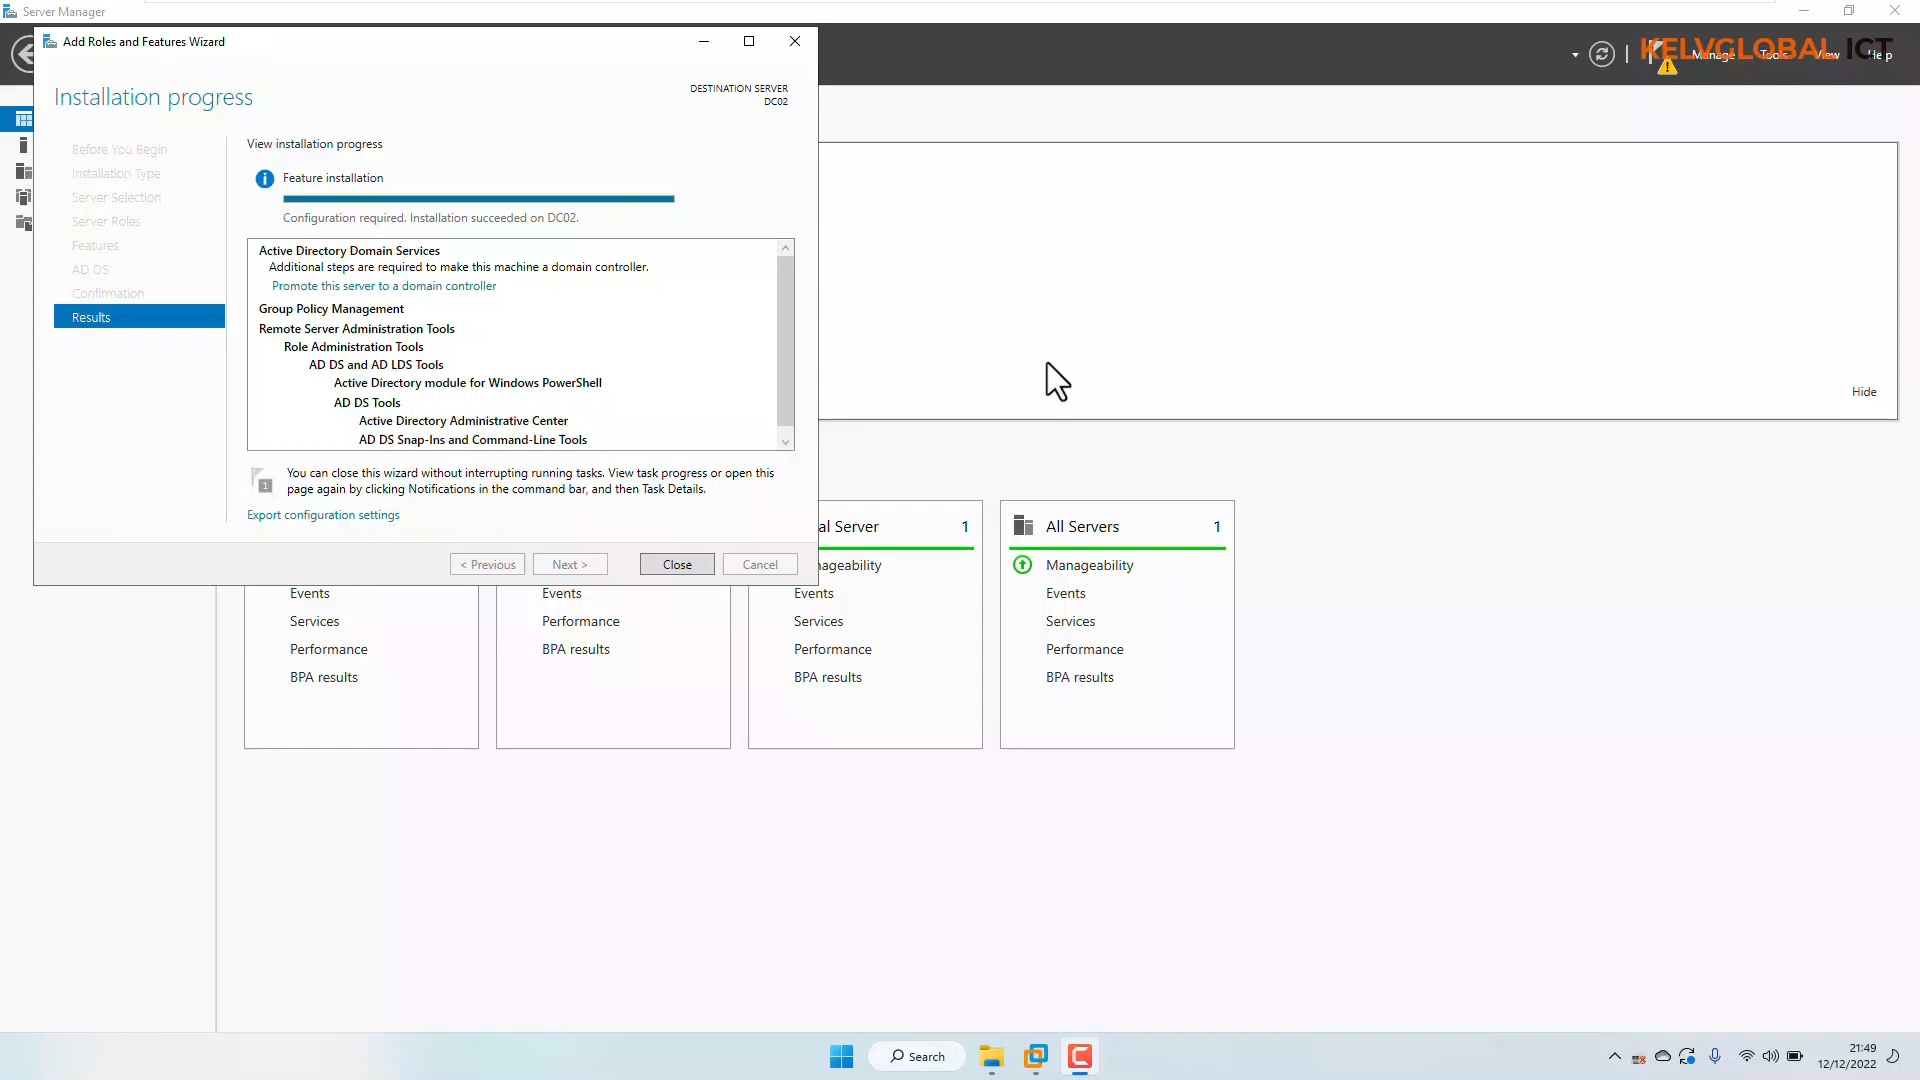 Server Manager
Add Roles and Features Wizard
KELVGLOBAL ICT
Manage Tools View Help
Installation progress
DESTINATION SERVER
DC02
Before You Begin
Installation Type
Server Selection
Server Roles
Features
AD DS
Confirmation
Results
View installation progress
Feature installation
Configuration required. Installation succeeded on DC02.
Active Directory Domain Services
Additional steps are required to make this machine a domain controller.
Promote this server to a domain controller
Group Policy Management
Remote Server Administration Tools
Role Administration Tools
AD DS and AD LDS Tools
Active Directory module for Windows PowerShell
AD DS Tools
Active Directory Administrative Center
AD DS Snap-Ins and Command-Line Tools
1
You can close this wizard without interrupting running tasks. View task progress or open this
page again by clicking Notifications in the command bar, and then Task Details.
Export configuration settings
< Previous
Next >
Close
Cancel
Hide
Events
Services
Performance
BPA results
Events
Performance
BPA results
al Server 1
nageability
Events
Services
Performance
BPA results
All Servers 1
Manageability
Events
Services
Performance
BPA results
Search
21:49
12/12/2022